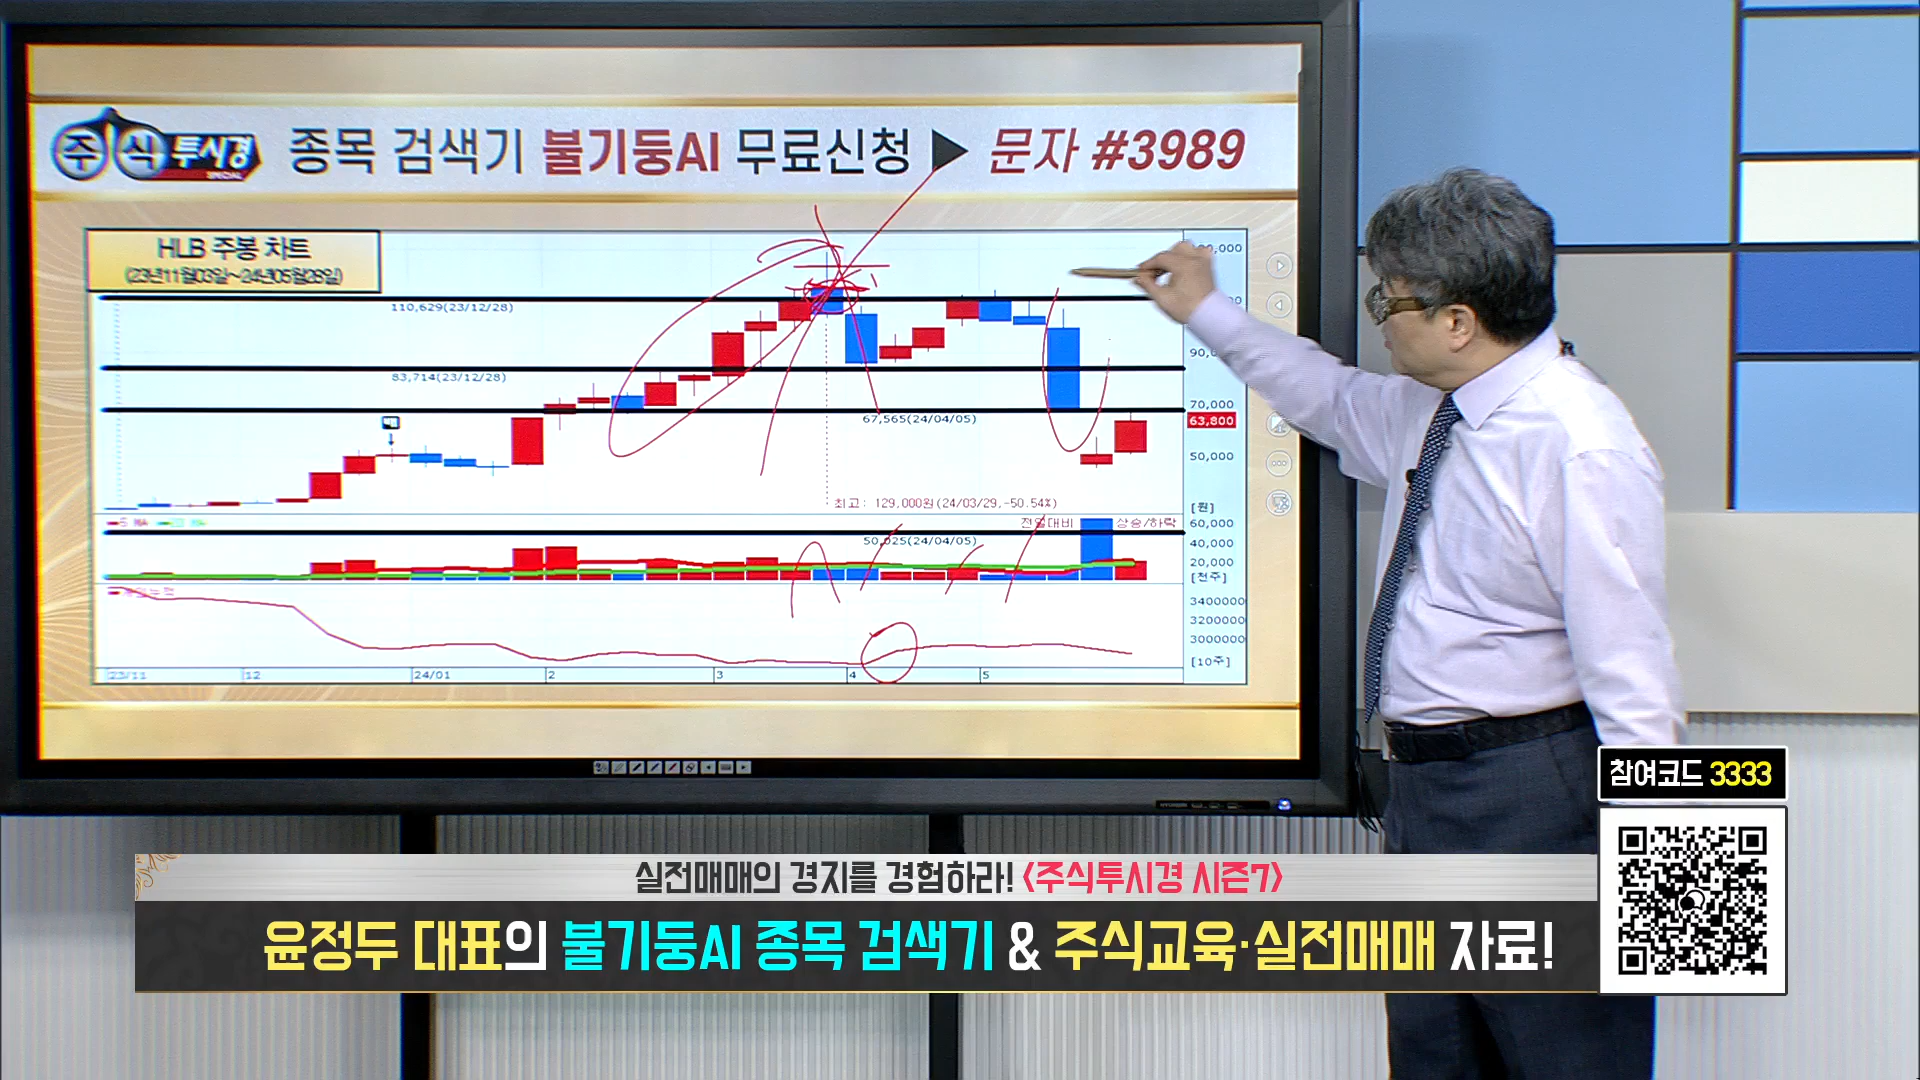 주식투시경 SPECIAL
종목 검색기 불기둥AI 무료신청 ▶ 문자 #3989
HLB 주봉 차트
(23년11월03일~24년05월28일)
110,629(23/12/28)
83,714(23/12/28)
67,565(24/04/05)
최고: 129,000원(24/03/29,-50.54%)
50,025(24/04/05)
전일대비 상승/하락
90,0
70,000
63,800
50,000
[원]
60,000
40,000
20,000
[천주]
3400000
3200000
3000000
[10주]
23/11 12 24/01 2 3 4 5
HYUNDAI
참여코드 3333
실전매매의 경지를 경험하라! <주식투시경 시즌7>
윤정두 대표의 불기둥AI 종목 검색기 & 주식교육·실전매매 자료!